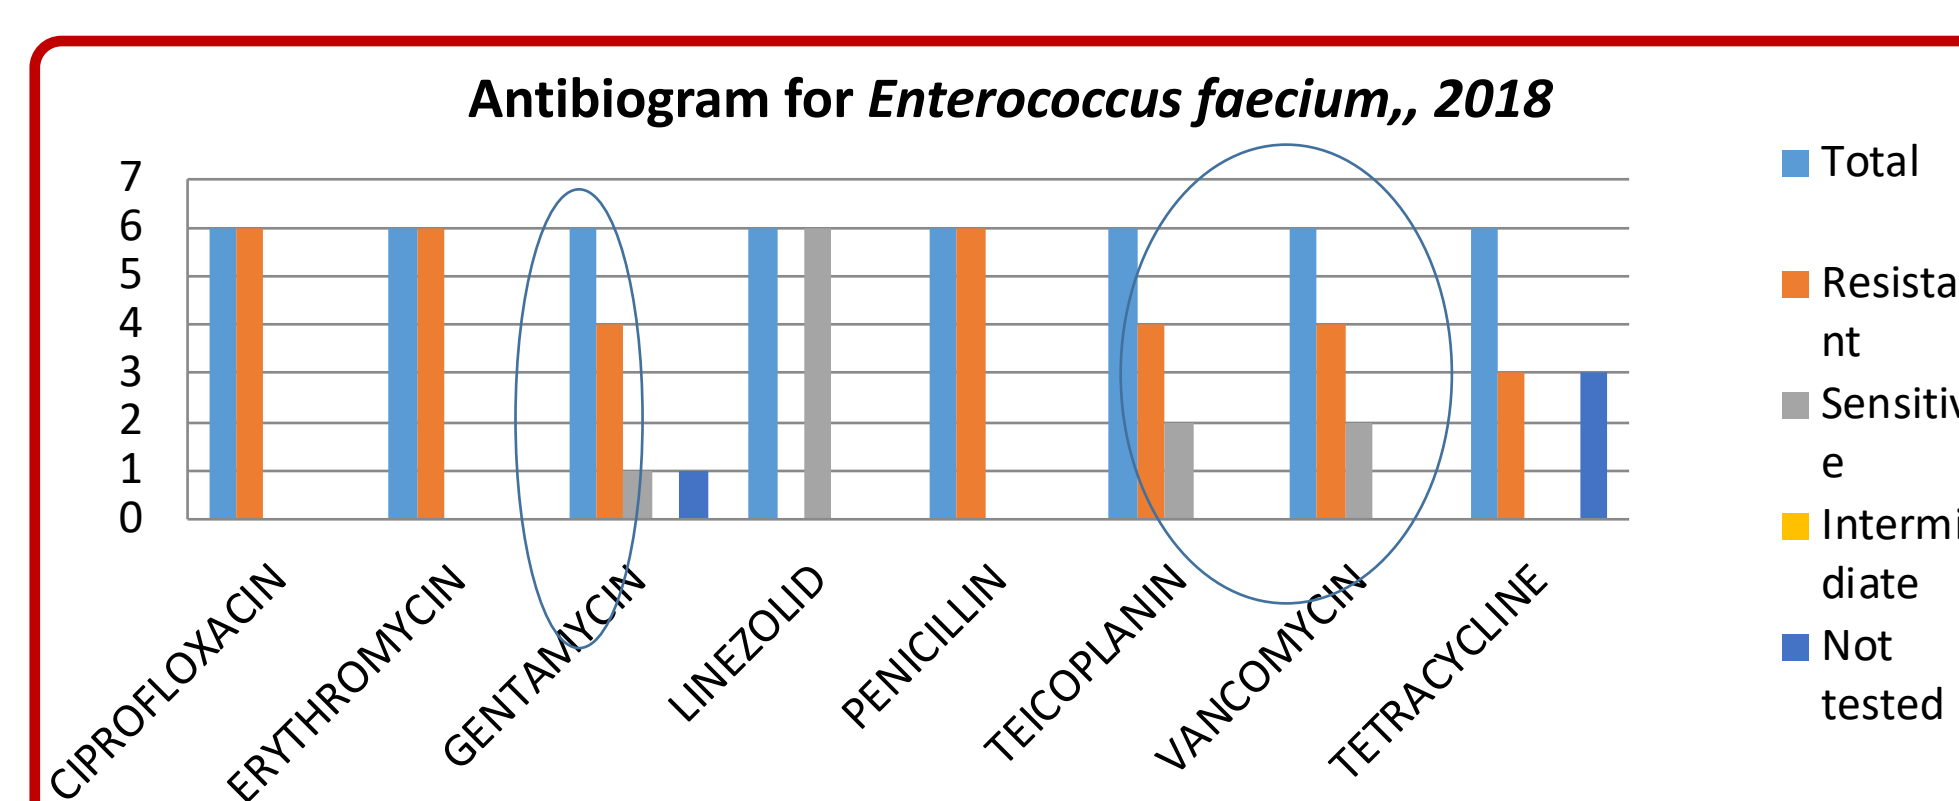 Antibiogram for Enterococcus faecium,, 2018
7
6
5
4
3
2
1
0
CIPROFLOXACIN
ERYTHROMYCIN
GENTAMYCIN
LINEZOLID
PENICILLIN
TEICOPLANIN
VANCOMYCIN
TETRACYCLINE
Total
Resista
nt
Sensitiv
e
Intermi
diate
Not
tested